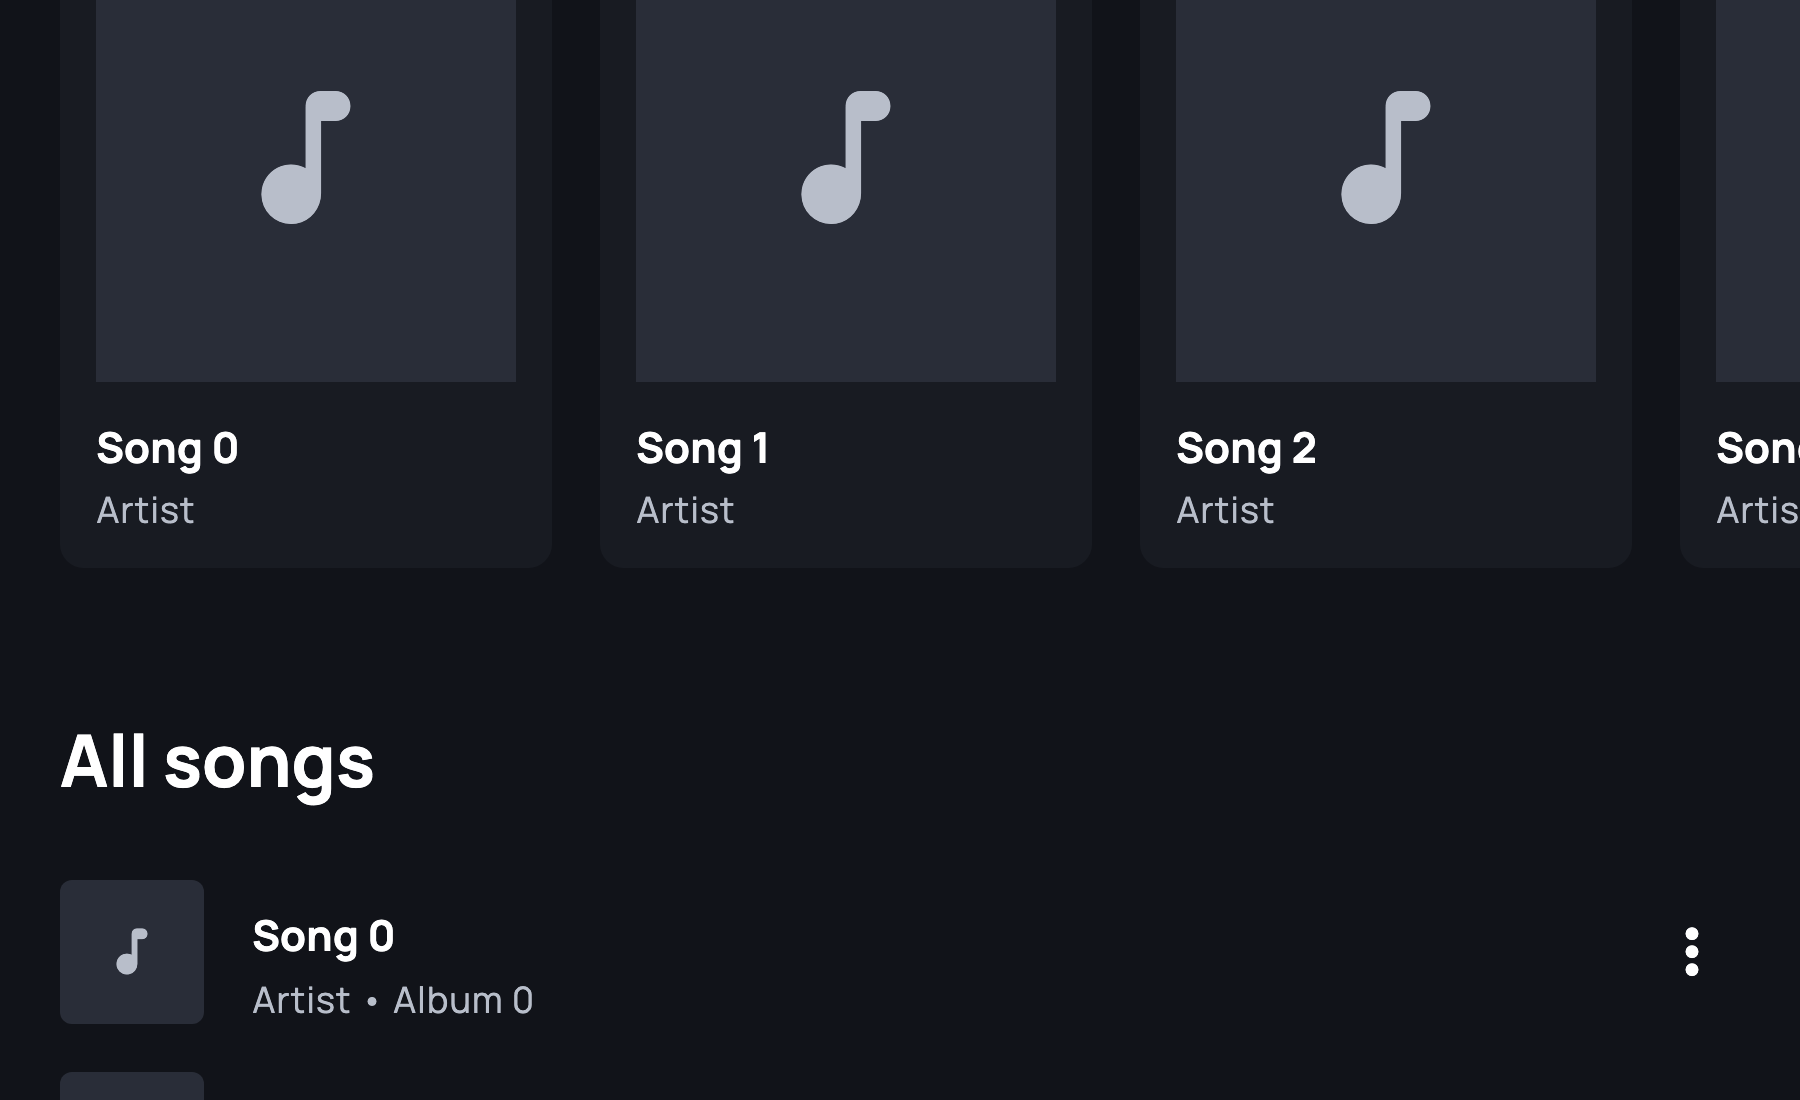 Song 0
Artist
Song 1
Artist
Song 2
Artist
All songs
Song 0
Artist • Album 0